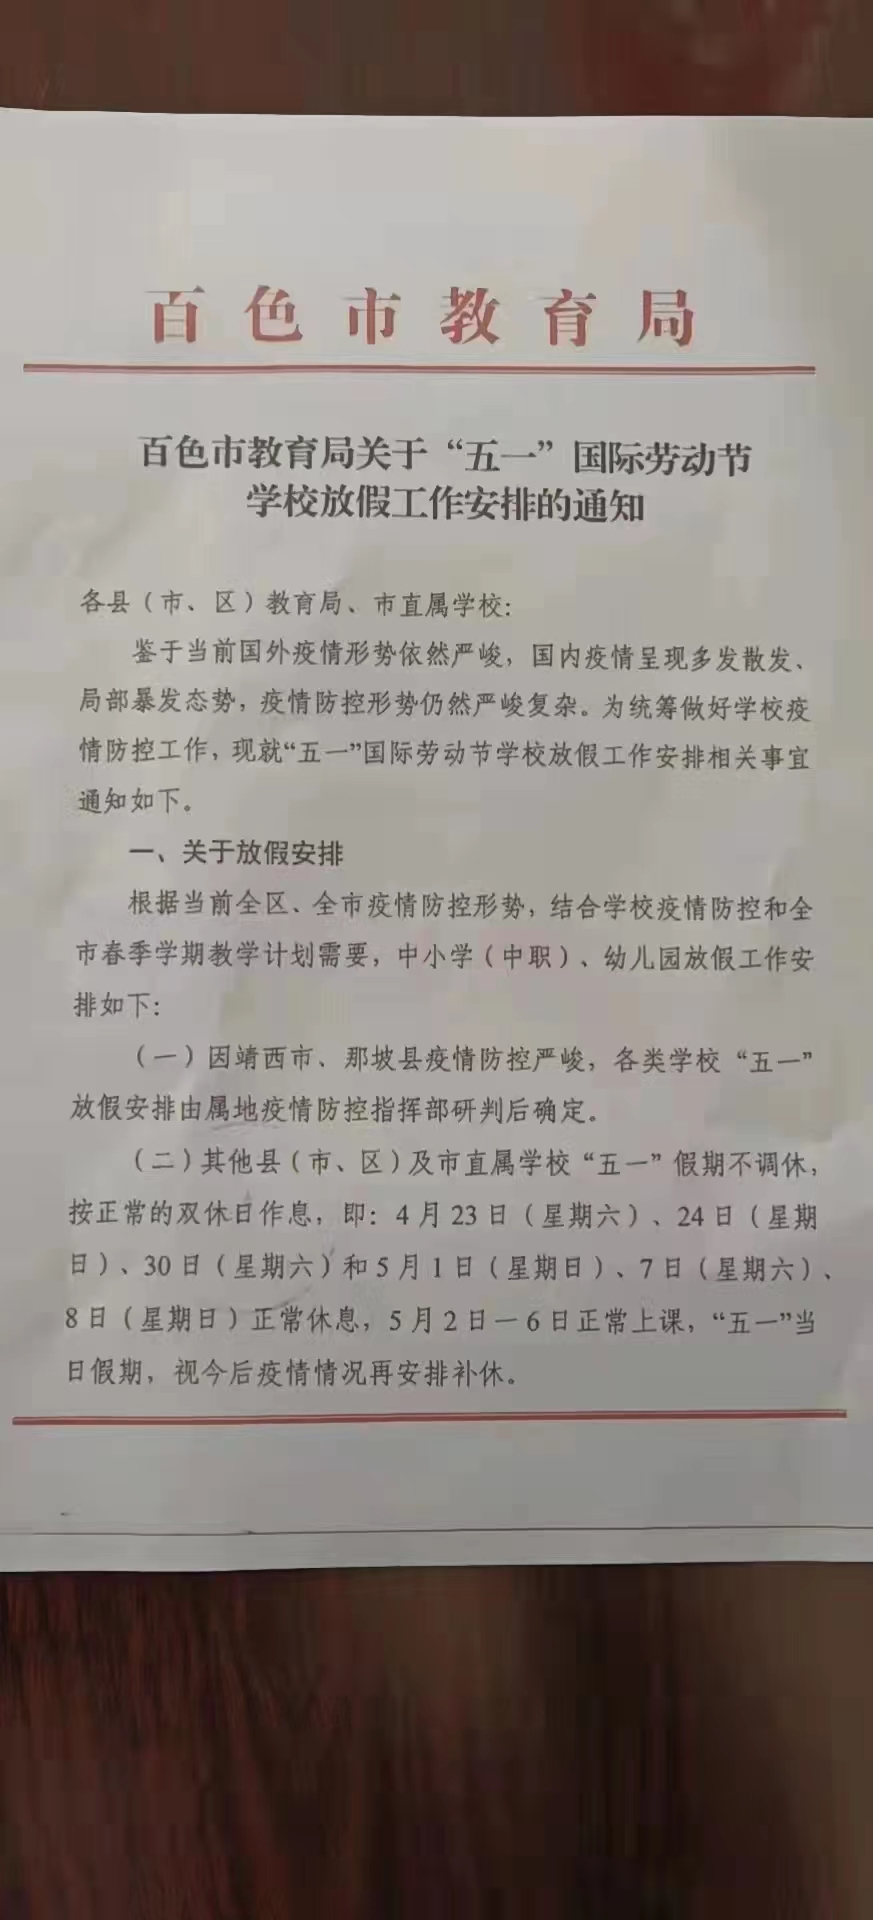 百色市教育局
百色市教育局关于“五一”国际劳动节
学校放假工作安排的通知
各县（市、区）教育局、市直属学校：
鉴于当前国外疫情形势依然严峻，国内疫情呈现多发散发、
局部暴发态势，疫情防控形势仍然严峻复杂。为统筹做好学校疫
情防控工作，现就“五一”国际劳动节学校放假工作安排相关事宜
通知如下。
一、关于放假安排
根据当前全区、全市疫情防控形势，结合学校疫情防控和全
市春季学期教学计划需要，中小学（中职）、幼儿园放假工作安
排如下：
（一）因靖西市、那坡县疫情防控严峻，各类学校“五一”
放假安排由属地疫情防控指挥部研判后确定。
（二）其他县（市、区）及市直属学校“五一”假期不调休，
按正常的双休日作息，即：4月23日（星期六）、24日（星期
日）、30日（星期六）和5月1日（星期日）、7日（星期六）、
8日（星期日）正常休息，5月2日－6日正常上课，“五一”当
日假期，视今后疫情情况再安排补休。